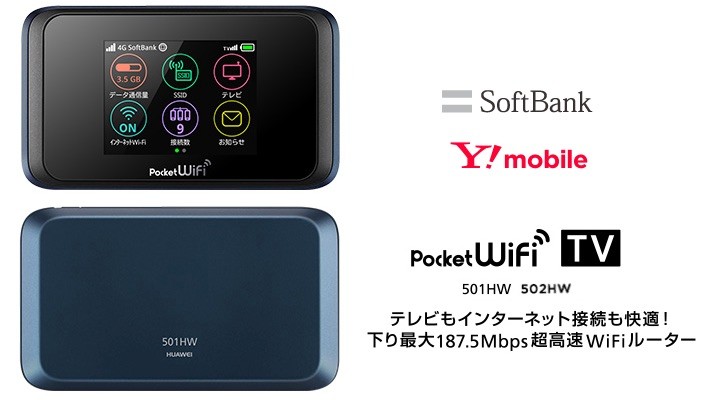 4G SoftBank
TV
3.5 GB
SSID
データ通信量
SSID
テレビ
ON
9
インターネットWi-Fi
接続数
お知らせ
Pocket WiFi
501HW
HUAWEI
SoftBank
Y! mobile
Pocket WiFi TV
501HW 502HW
テレビもインターネット接続も快適！
下り最大187.5Mbps超高速WiFiルーター